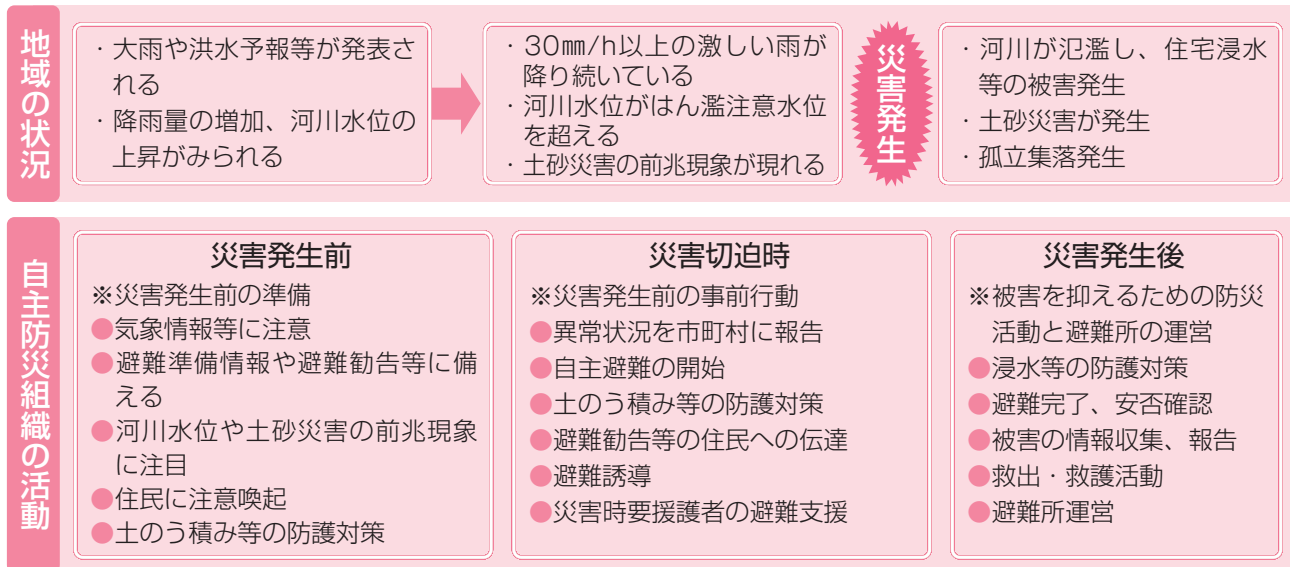 地域の状況
・大雨や洪水予報等が発表さ
れる
・降雨量の増加、河川水位の
上昇がみられる
・30㎜/h以上の激しい雨が
降り続いている
・河川水位がはん濫注意水位
を超える
・土砂災害の前兆現象が現れる
災害発生
・河川が氾濫し、住宅浸水
等の被害発生
・土砂災害が発生
・孤立集落発生
自主防災組織の活動
災害発生前
※災害発生前の準備
●気象情報等に注意
●避難準備情報や避難勧告等に備
える
●河川水位や土砂災害の前兆現象
に注目
●住民に注意喚起
●土のう積み等の防護対策
災害切迫時
※災害発生前の事前行動
●異常状況を市町村に報告
●自主避難の開始
●土のう積み等の防護対策
●避難勧告等の住民への伝達
●避難誘導
●災害時要援護者の避難支援
災害発生後
※被害を抑えるための防災
活動と避難所の運営
●浸水等の防護対策
●避難完了、安否確認
●被害の情報収集、報告
●救出・救護活動
●避難所運営